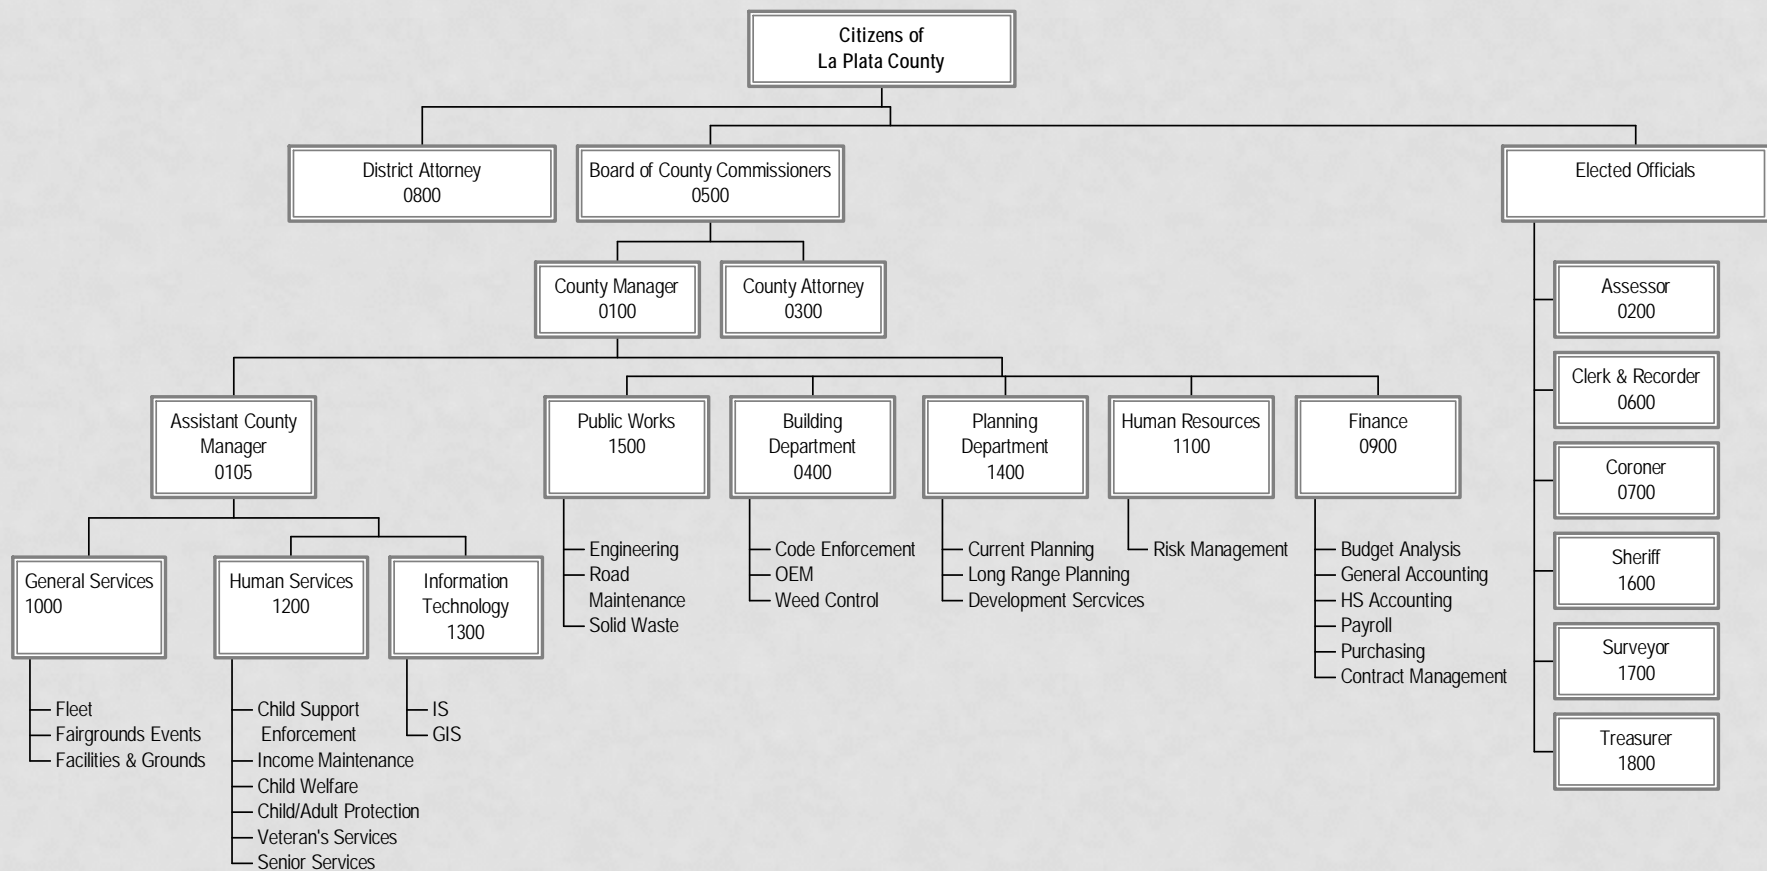 Citizens of
La Plata County
District Attorney
0800
Board of County Commissioners
0500
Elected Officials
County Manager
0100
County Attorney
0300
Assessor
0200
Clerk & Recorder
0600
Coroner
0700
Sheriff
1600
Surveyor
1700
Treasurer
1800
Assistant County
Manager
0105
Public Works
1500
Building
Department
0400
Planning
Department
1400
Human Resources
1100
Finance
0900
Engineering
Road
Maintenance
Solid Waste
Code Enforcement
OEM
Weed Control
Current Planning
Long Range Planning
Development Sercvices
Risk Management
Budget Analysis
General Accounting
HS Accounting
Payroll
Purchasing
Contract Management
General Services
1000
Human Services
1200
Information
Technology
1300
Fleet
Fairgrounds Events
Facilities & Grounds
Child Support
Enforcement
Income Maintenance
Child Welfare
Child/Adult Protection
Veteran's Services
Senior Services
IS
GIS